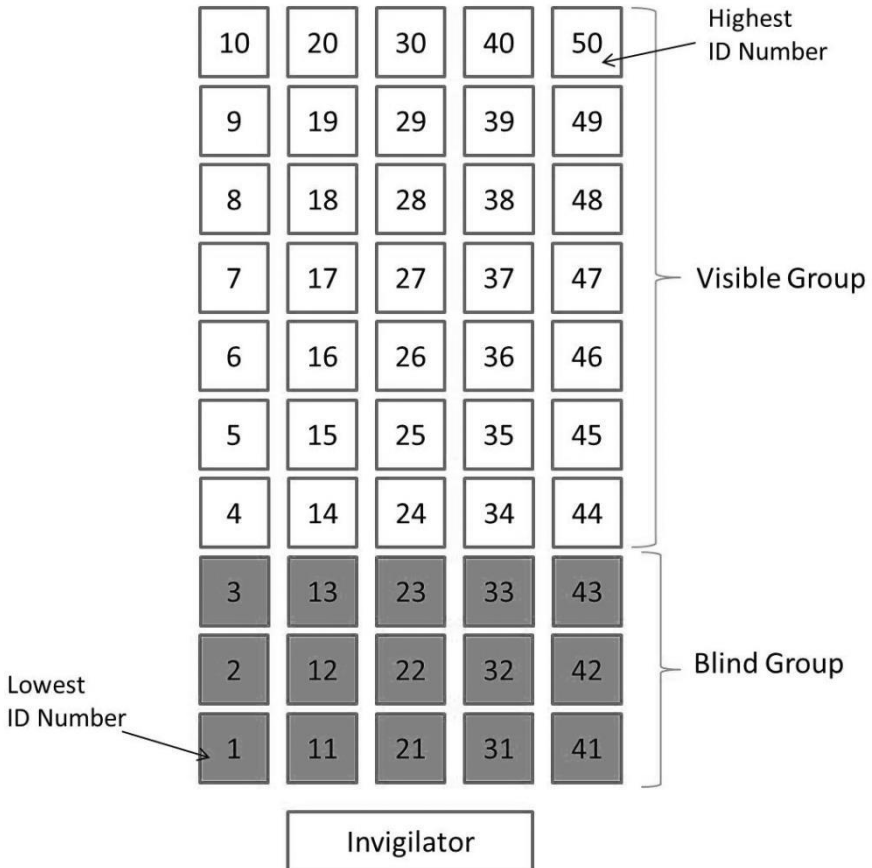 Highest
ID Number
10 20 30 40 50
9 19 29 39 49
8 18 28 38 48
7 17 27 37 47
Visible Group
6 16 26 36 46
5 15 25 35 45
4 14 24 34 44
3 13 23 33 43
Blind Group
2 12 22 32 42
Lowest
ID Number
1 11 21 31 41
Invigilator